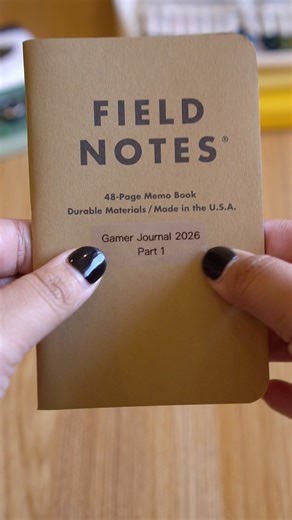 FIELD
NOTES®
48-Page Memo Book
Durable Materials / Made in the U.S.A.
Gamer Journal 2026
Part 1